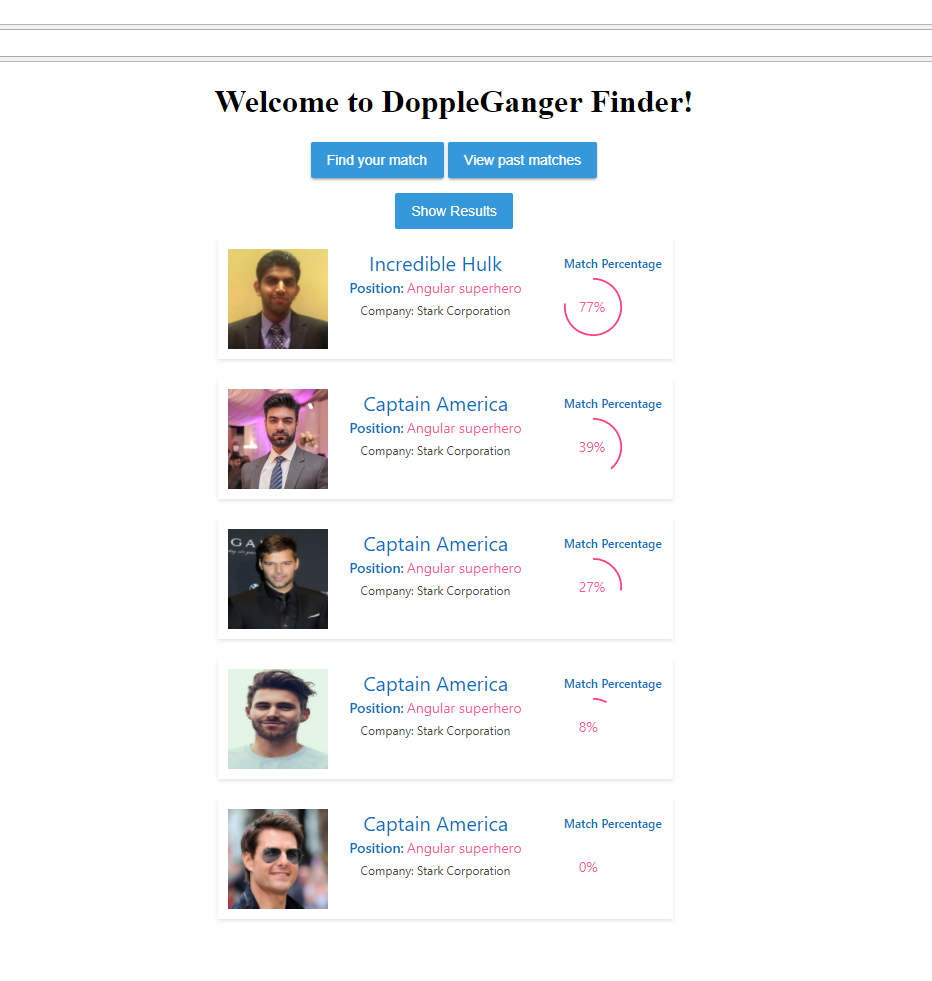 Welcome to DoppleGanger Finder!
Find your match View past matches
Show Results
Incredible Hulk
Position: Angular superhero
Company: Stark Corporation
Match Percentage
77%
Captain America
Position: Angular superhero
Company: Stark Corporation
Match Percentage
39%
Captain America
Position: Angular superhero
Company: Stark Corporation
Match Percentage
27%
Captain America
Position: Angular superhero
Company: Stark Corporation
Match Percentage
8%
Captain America
Position: Angular superhero
Company: Stark Corporation
Match Percentage
0%